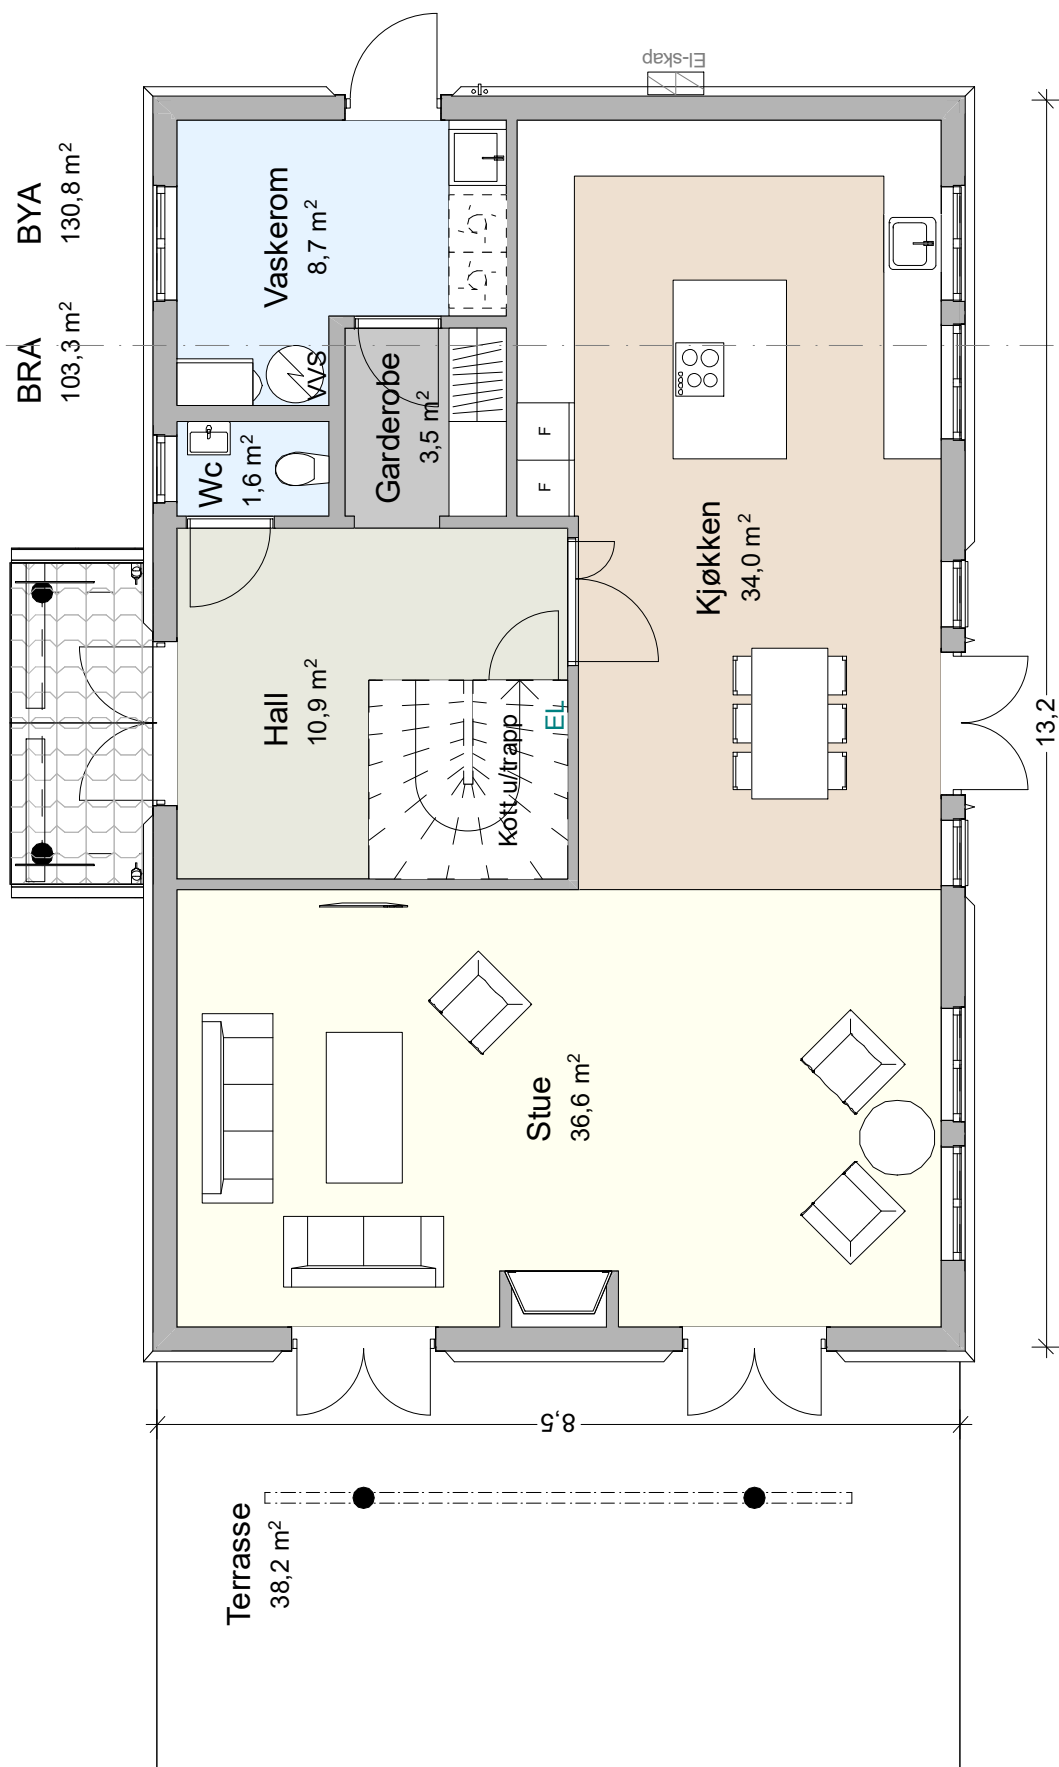 BYA
130,8 m²
BRA
103,3 m²
El-skap
Vaskerom
8,7 m²
VVS
Garderobe
3,5 m²
Wc
1,6 m²
F
F
Kjøkken
34,0 m²
Hall
10,9 m²
Kott u/trapp
EL
13,2
Stue
36,6 m²
8,5
Terrasse
38,2 m²